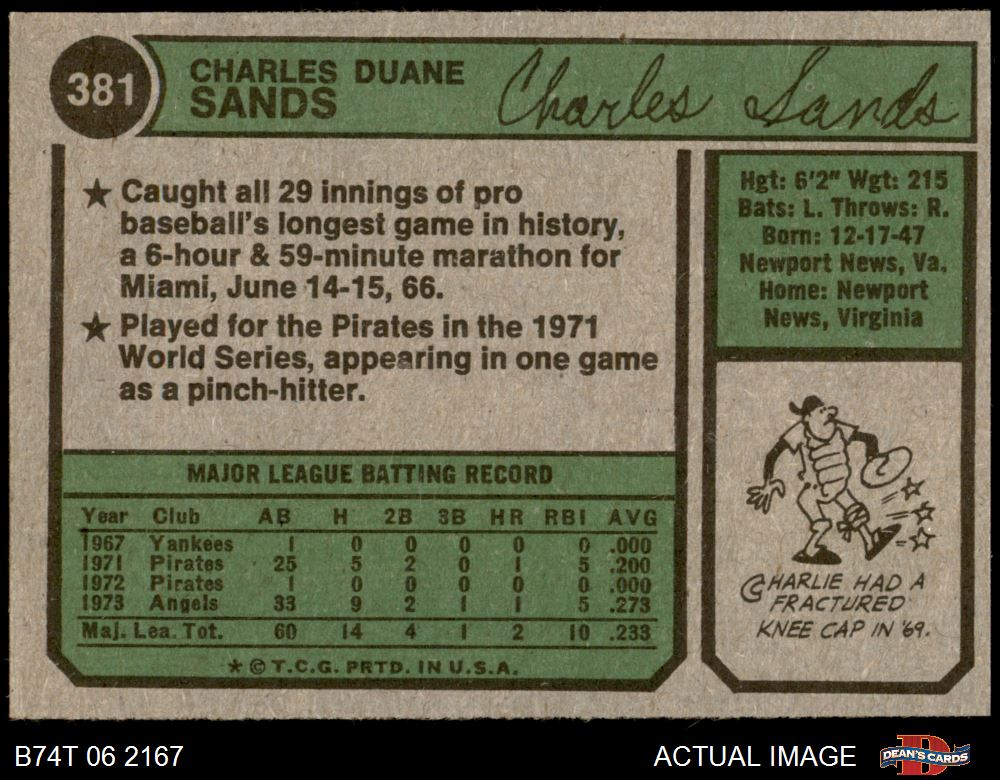 381
CHARLES DUANE
SANDS
Charles Sands
★ Caught all 29 innings of pro
baseball's longest game in history,
a 6-hour & 59-minute marathon for
Miami, June 14-15, 66.
★ Played for the Pirates in the 1971
World Series, appearing in one game
as a pinch-hitter.
Hgt: 6'2" Wgt: 215
Bats: L. Throws: R.
Born: 12-17-47
Newport News, Va.
Home: Newport
News, Virginia
MAJOR LEAGUE BATTING RECORD
Year Club AB H 2B 3B HR RBI AVG
1967 Yankees 1 0 0 0 0 0 .000
1971 Pirates 25 5 2 0 1 5 .200
1972 Pirates 1 0 0 0 0 0 .000
1973 Angels 33 9 2 1 1 5 .273
Maj. Lea. Tot. 60 14 4 1 2 10 .233
★ © T.C.G. PRTD. IN U.S.A.
CHARLIE HAD A
FRACTURED
KNEE CAP IN '69.
B74T 06 2167
ACTUAL IMAGE
DEAN'S CARDS